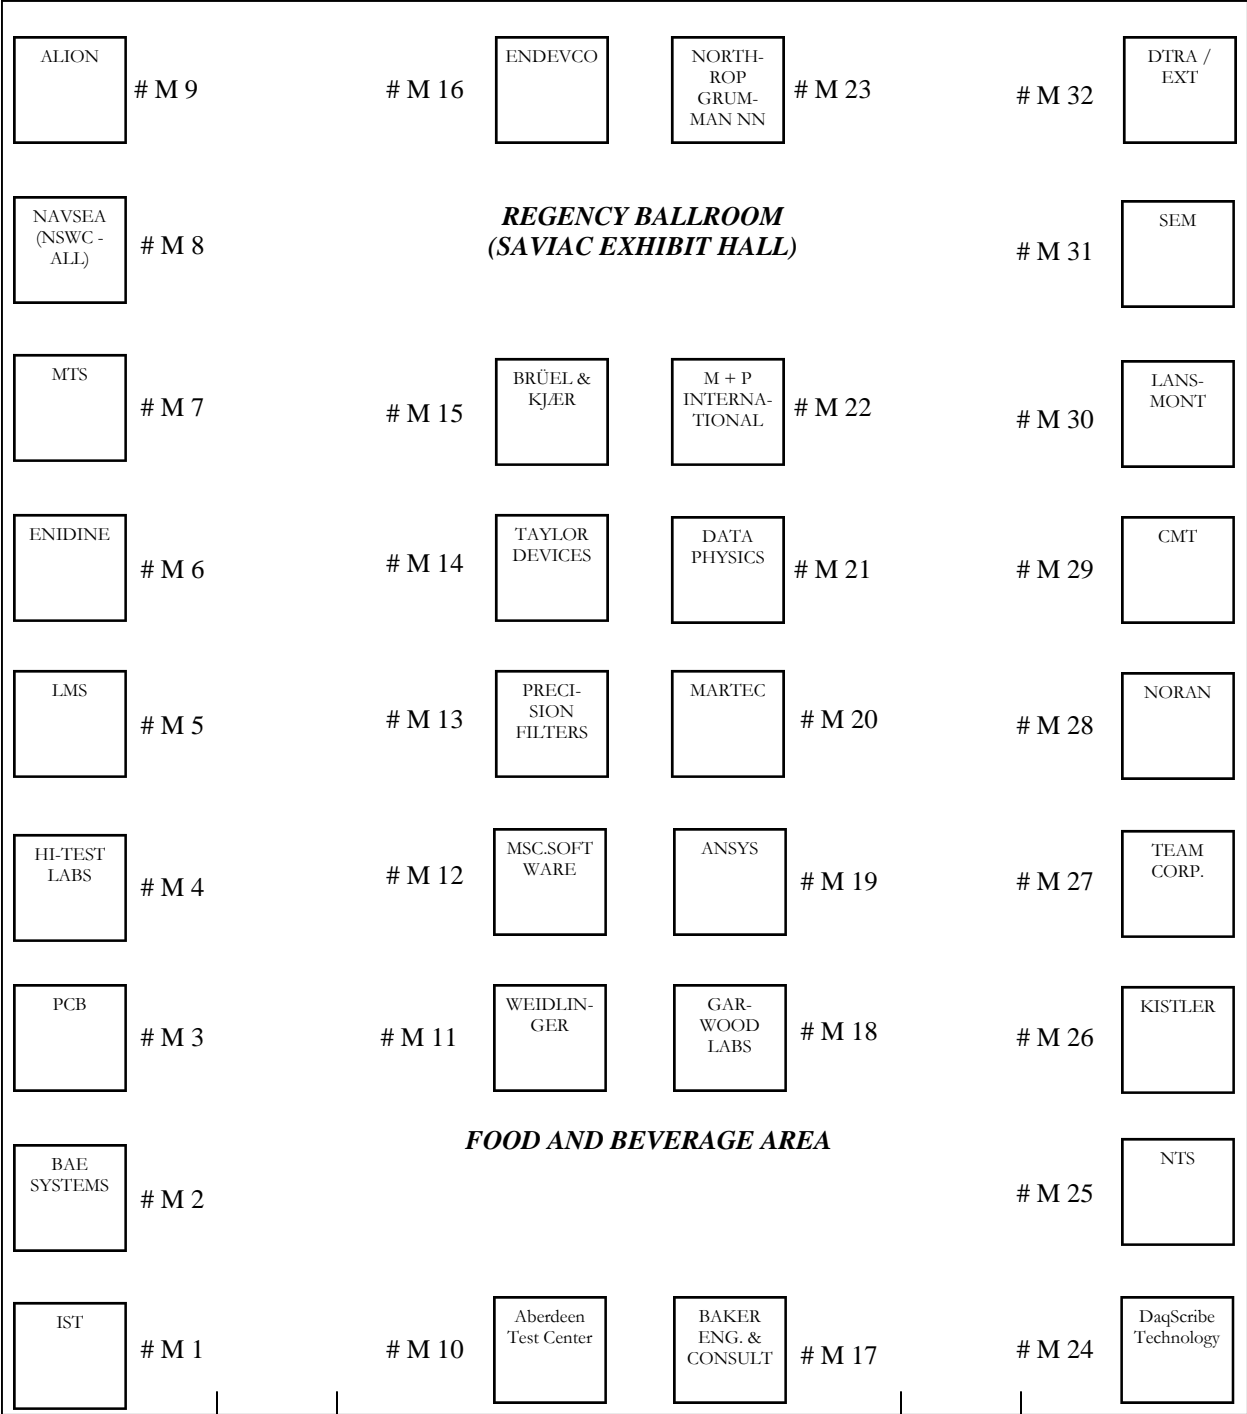 ALION
# M 9
# M 16
ENDEVCO
NORTH-
ROP
GRUM-
MAN NN
# M 23
# M 32
DTRA /
EXT
NAVSEA
(NSWC -
ALL)
# M 8
REGENCY BALLROOM
(SAVIAC EXHIBIT HALL)
# M 31
SEM
MTS
# M 7
# M 15
BRÜEL &
KJÆR
M + P
INTERNA-
TIONAL
# M 22
# M 30
LANS-
MONT
ENIDINE
# M 6
# M 14
TAYLOR
DEVICES
DATA
PHYSICS
# M 21
# M 29
CMT
LMS
# M 5
# M 13
PRECI-
SION
FILTERS
MARTEC
# M 20
# M 28
NORAN
HI-TEST
LABS
# M 4
# M 12
MSC.SOFT
WARE
ANSYS
# M 19
# M 27
TEAM
CORP.
PCB
# M 3
# M 11
WEIDLIN-
GER
GAR-
WOOD
LABS
# M 18
# M 26
KISTLER
FOOD AND BEVERAGE AREA
BAE
SYSTEMS
# M 2
# M 25
NTS
IST
# M 1
# M 10
Aberdeen
Test Center
BAKER
ENG. &
CONSULT
# M 17
# M 24
DaqScribe
Technology